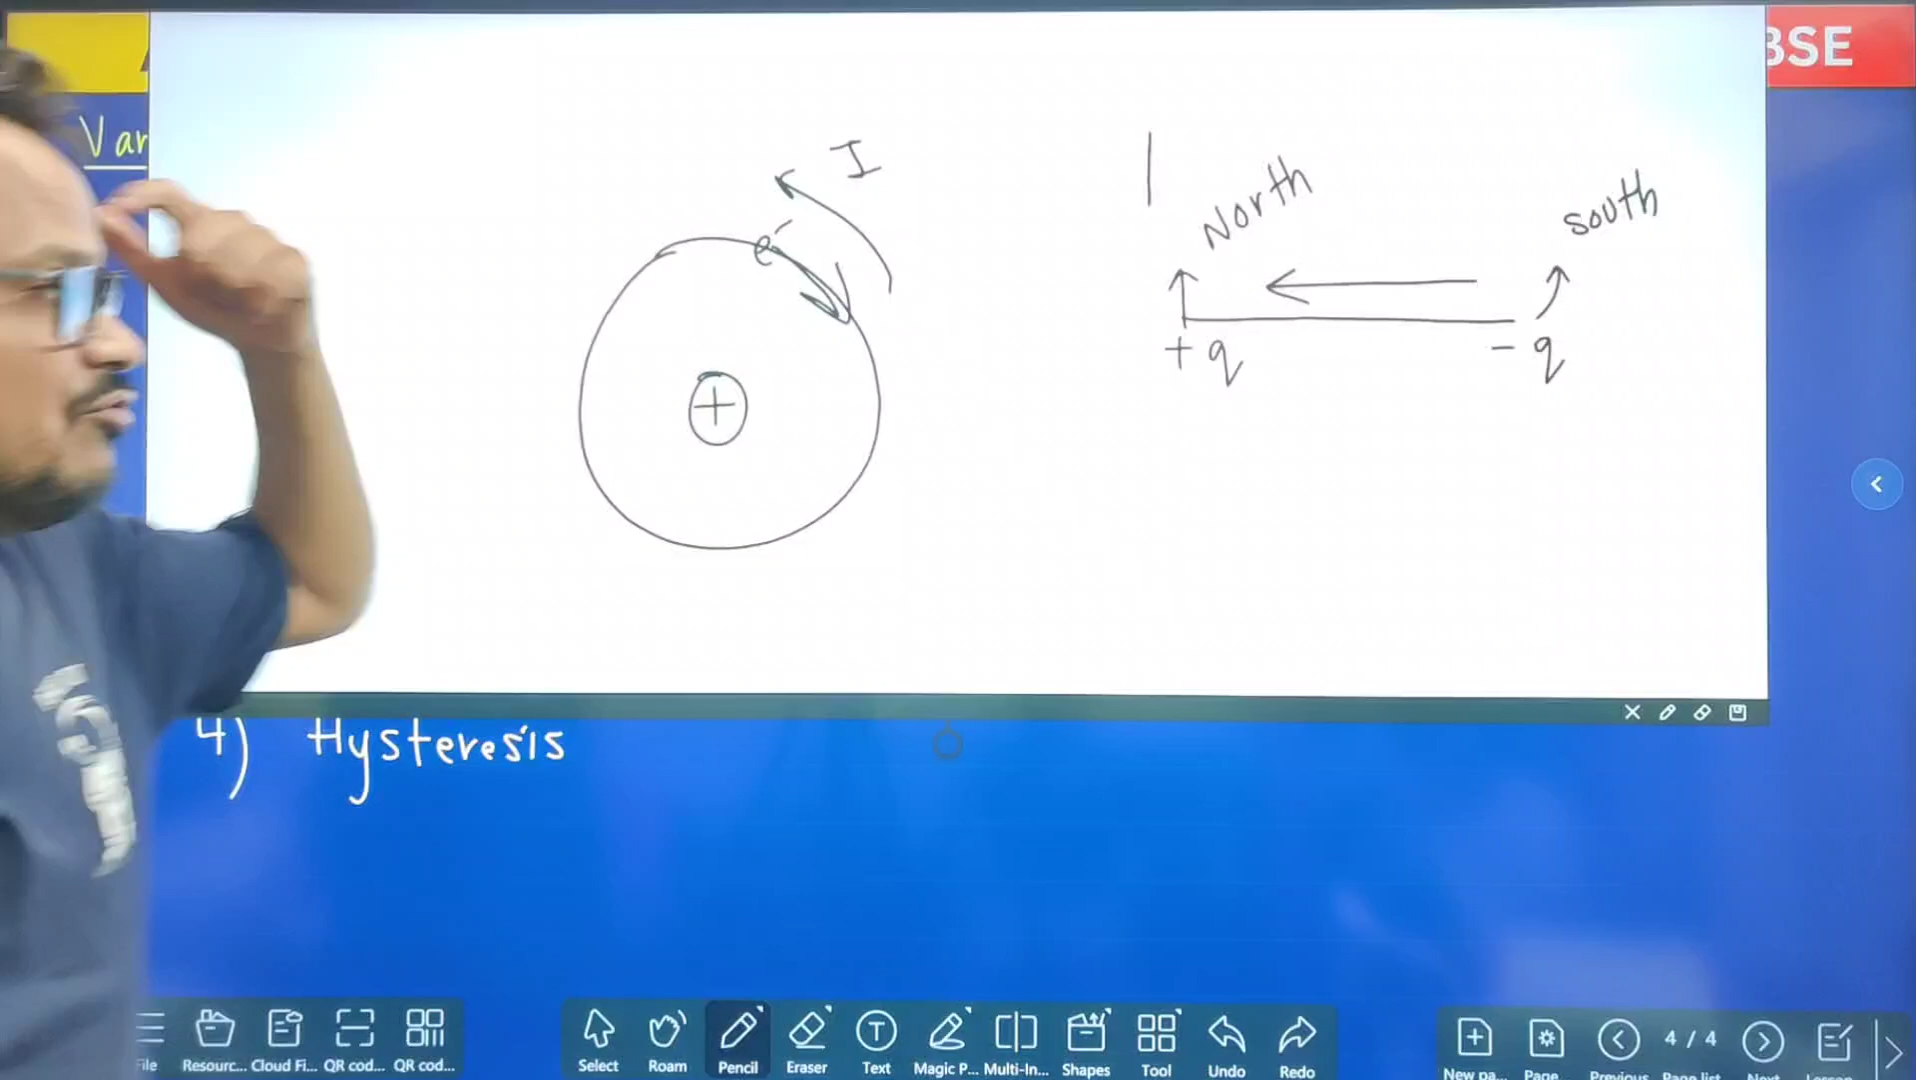 BSE
Var
I
e-
+
North
South
+ q
- q
4) Hysteresis
File
Resourc... Cloud Fi... QR cod... QR cod...
Select Roam Pencil Eraser Text Magic P... Multi-In... Shapes Tool Undo Redo
4 / 4
New pa... Page Previous Page list Next Lesson